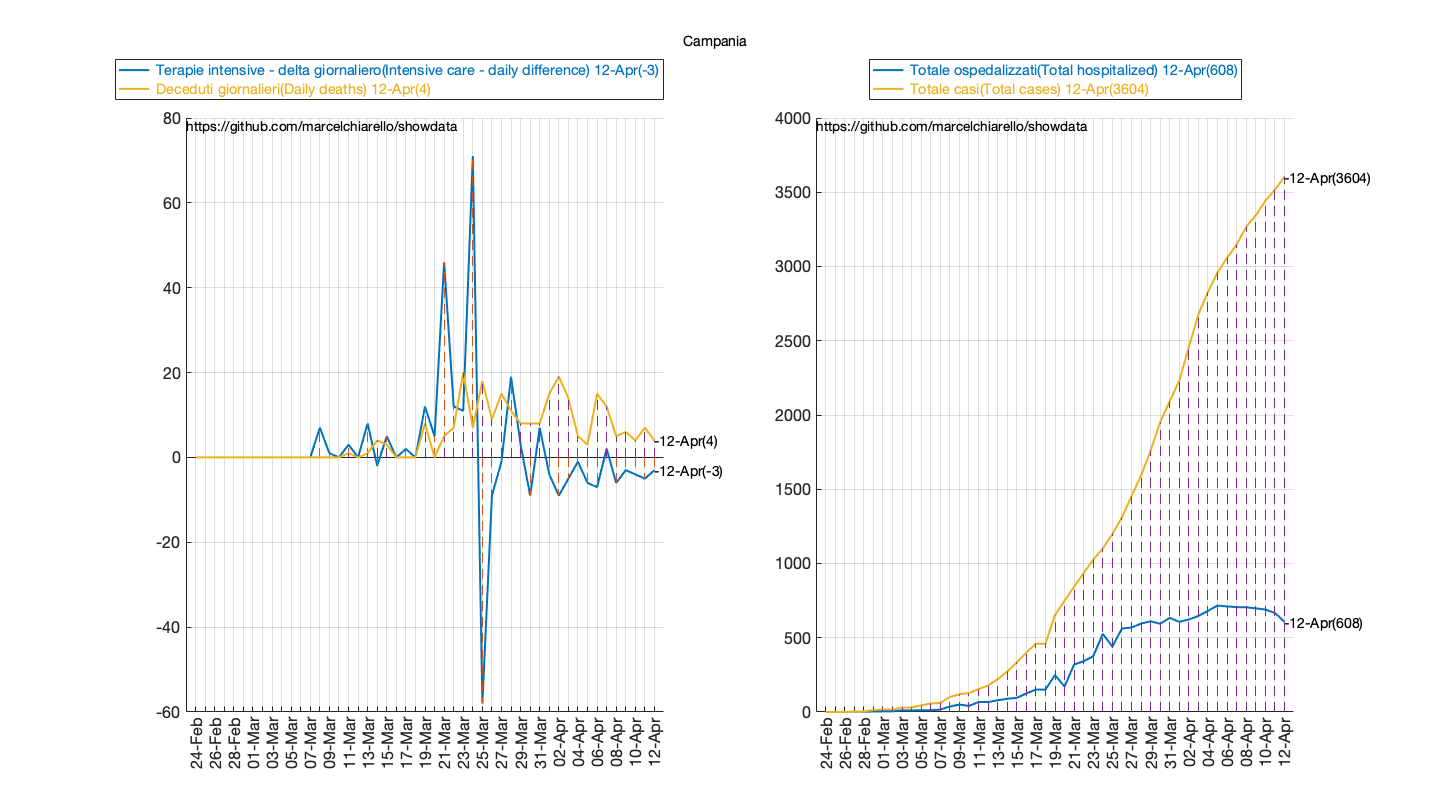 Campania
Terapie intensive - delta giornaliero(Intensive care - daily difference) 12-Apr(-3)
Deceduti giornalieri(Daily deaths) 12-Apr(4)
80
https://github.com/marcelchiarello/showdata
60
40
20
0
-20
-40
-60
12-Apr(4)
12-Apr(-3)
24-Feb
26-Feb
28-Feb
01-Mar
03-Mar
05-Mar
07-Mar
09-Mar
11-Mar
13-Mar
15-Mar
17-Mar
19-Mar
21-Mar
23-Mar
25-Mar
27-Mar
29-Mar
31-Mar
02-Apr
04-Apr
06-Apr
08-Apr
10-Apr
12-Apr
Totale ospedalizzati(Total hospitalized) 12-Apr(608)
Totale casi(Total cases) 12-Apr(3604)
4000
https://github.com/marcelchiarello/showdata
3500
3000
2500
2000
1500
1000
500
0
12-Apr(3604)
12-Apr(608)
24-Feb
26-Feb
28-Feb
01-Mar
03-Mar
05-Mar
07-Mar
09-Mar
11-Mar
13-Mar
15-Mar
17-Mar
19-Mar
21-Mar
23-Mar
25-Mar
27-Mar
29-Mar
31-Mar
02-Apr
04-Apr
06-Apr
08-Apr
10-Apr
12-Apr